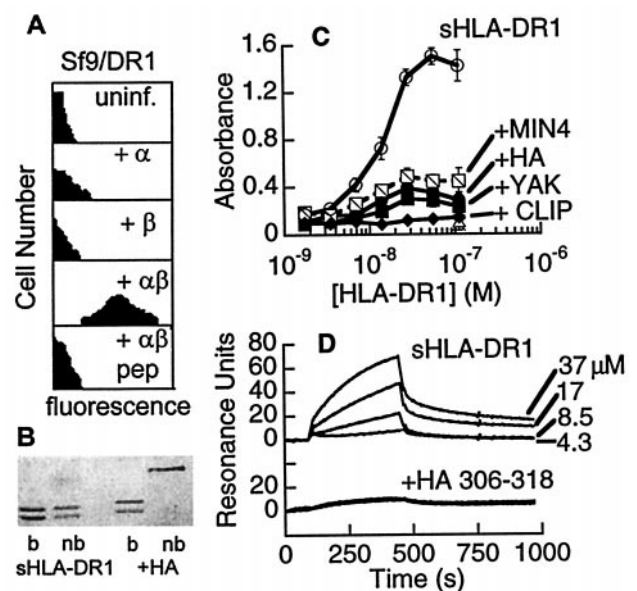 A
Sf9/DR1
uninf.
+ α
+ β
+ αβ
+ αβ
pep
Cell Number
fluorescence
B
b nb b nb
sHLA-DR1 +HA
C
sHLA-DR1
1.6
1.2
0.8
0.4
0
Absorbance
+MIN4
+HA
+YAK
+ CLIP
10-9 10-8 10-7 10-6
[HLA-DR1] (M)
D
sHLA-DR1
80
60
40
20
0
37 μM
17
8.5
4.3
Resonance Units
+HA 306-318
20
0
0 250 500 750 1000
Time (s)